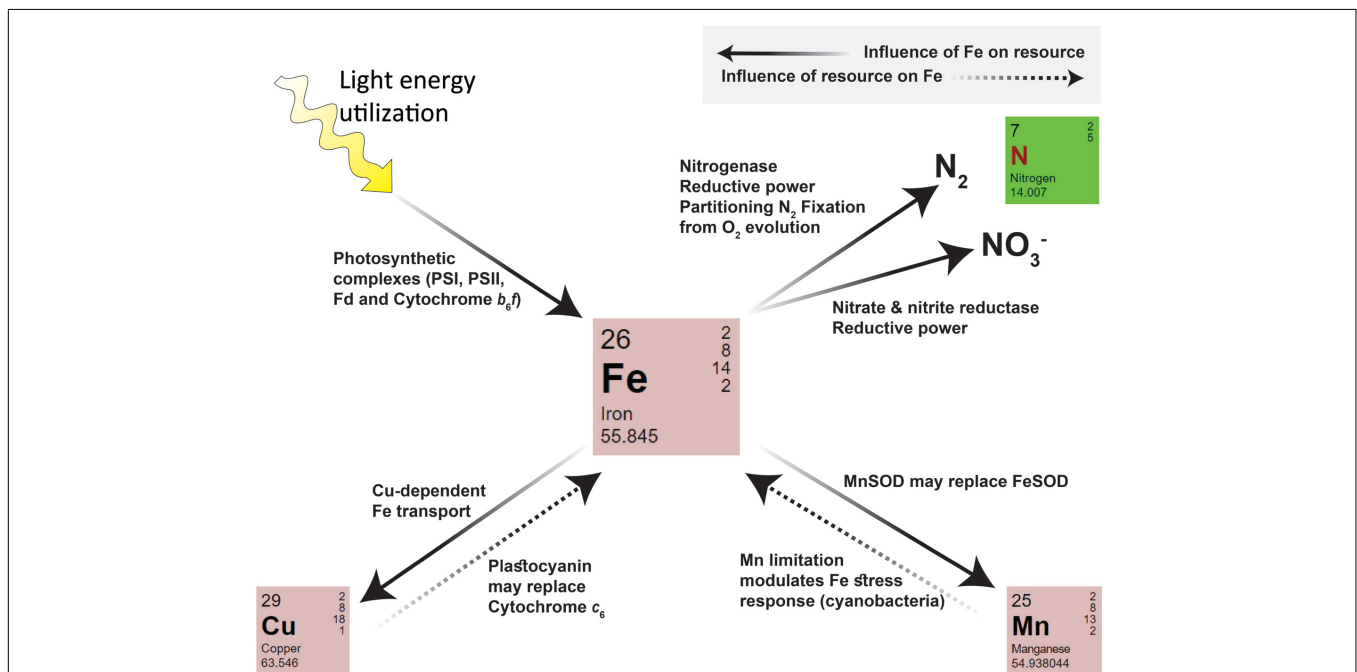 Influence of Fe on resource
Influence of resource on Fe
Light energy
utilization
7
2
5
N
Nitrogen
14.007
N2
Nitrogenase
Reductive power
Partitioning N2 Fixation
from O2 evolution
NO3-
Nitrate & nitrite reductase
Reductive power
Photosynthetic
complexes (PSI, PSII,
Fd and Cytochrome b6f)
26
2
8
14
2
Fe
Iron
55.845
Cu-dependent
Fe transport
Plastocyanin
may replace
Cytochrome c6
MnSOD may replace FeSOD
Mn limitation
modulates Fe stress
response (cyanobacteria)
29
2
8
18
1
Cu
Copper
63.546
25
2
8
13
2
Mn
Manganese
54.938044